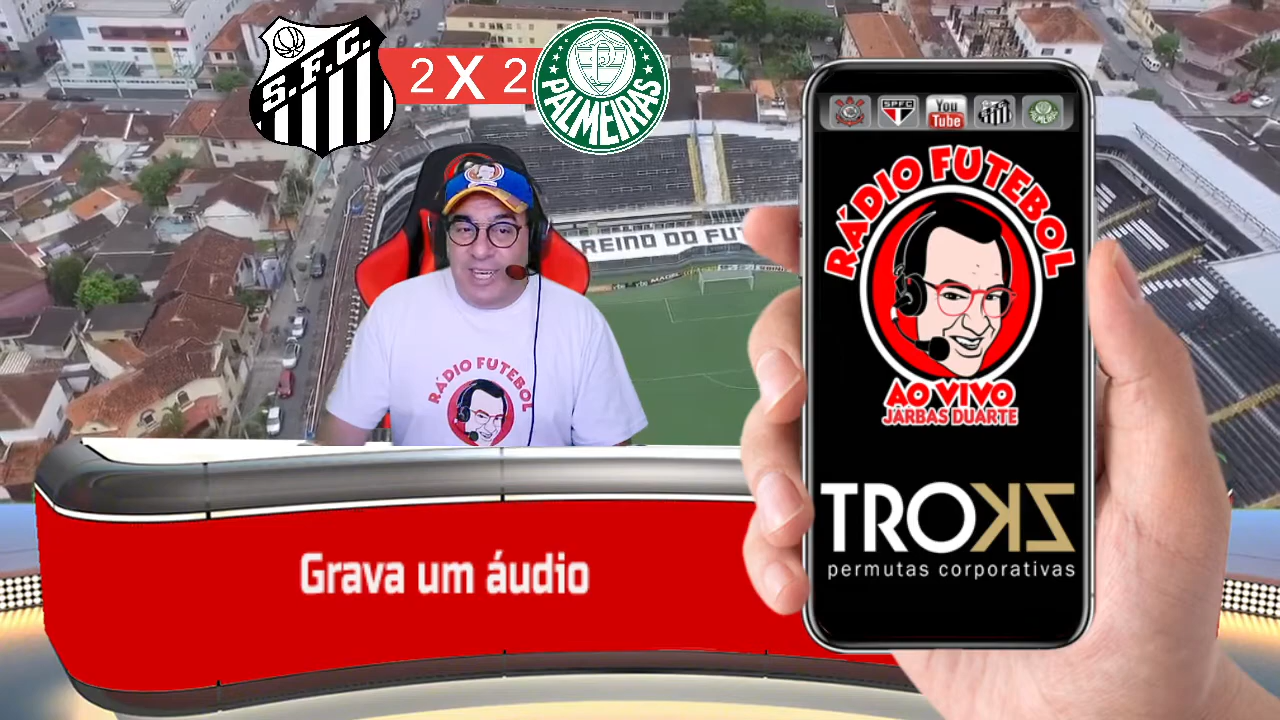 S.F.C.
2 X 2
P
PALMEIRAS
REINO DO FU
RÁDIO FUTEBOL
SPFC
You
Tube
RÁDIO FUTEBOL
AO VIVO
JARBAS DUARTE
TROKZ
permutas corporativas
Grava um áudio